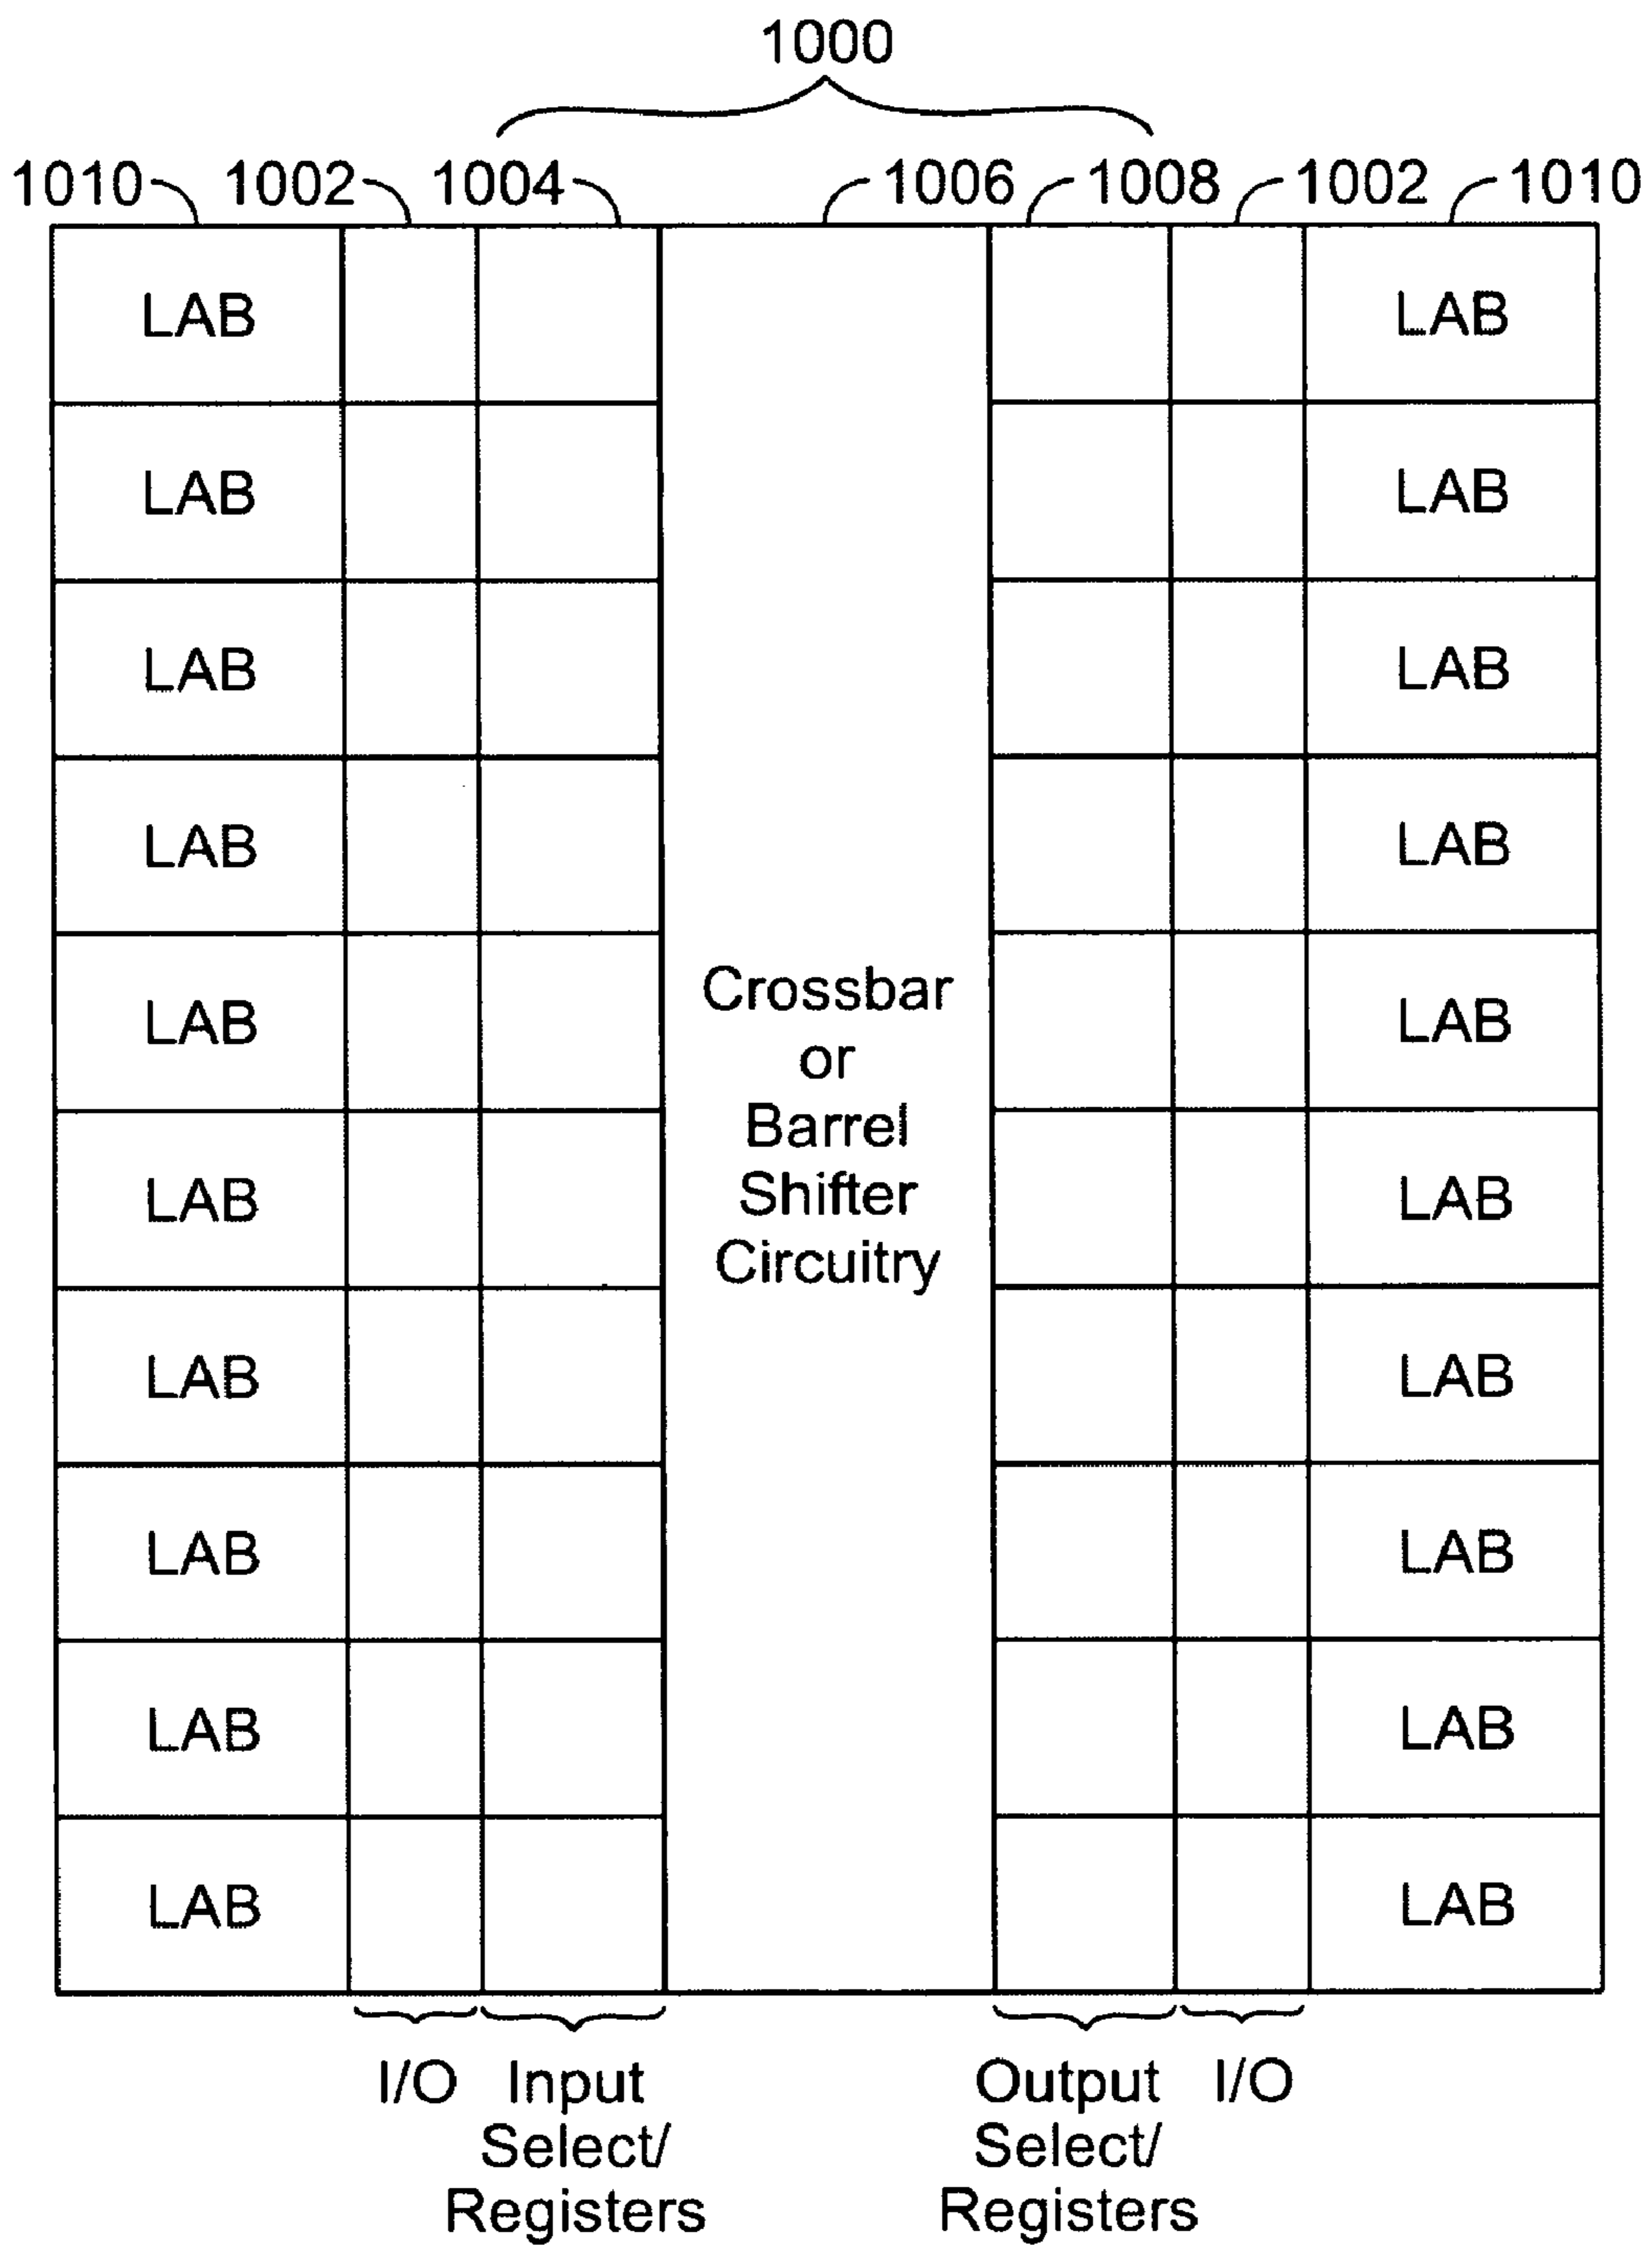 1000
1010 1002 1004 1006 1008 1002 1010
LAB LAB
LAB LAB
LAB LAB
LAB LAB
LAB LAB
LAB LAB
LAB LAB
LAB LAB
LAB LAB
LAB LAB
Crossbar
or
Barrel
Shifter
Circuitry
I/O
Input
Select/
Registers
Output
Select/
Registers
I/O